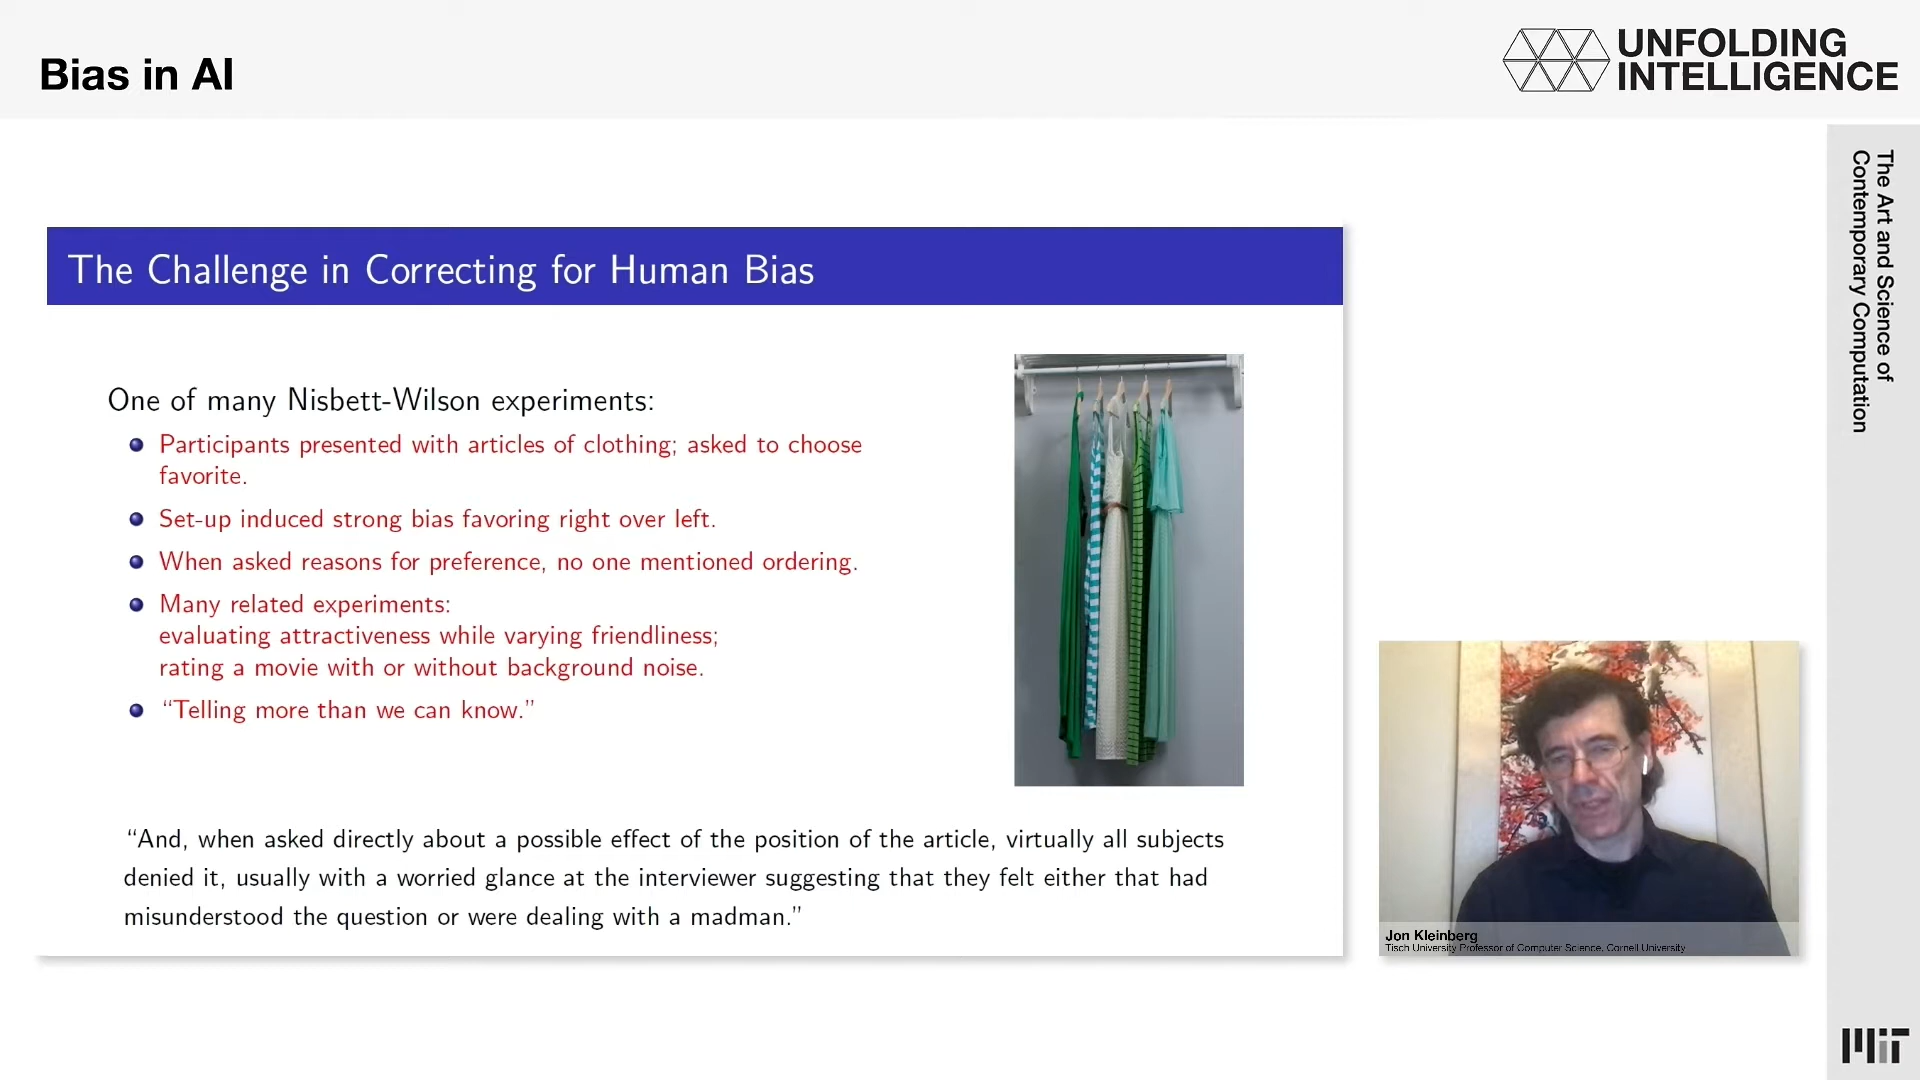 Bias in AI
UNFOLDING
INTELLIGENCE
The Art and Science of
Contemporary Computation
The Challenge in Correcting for Human Bias
One of many Nisbett-Wilson experiments:
Participants presented with articles of clothing; asked to choose
favorite.
Set-up induced strong bias favoring right over left.
When asked reasons for preference, no one mentioned ordering.
Many related experiments:
evaluating attractiveness while varying friendliness;
rating a movie with or without background noise.
“Telling more than we can know.”
“And, when asked directly about a possible effect of the position of the article, virtually all subjects
denied it, usually with a worried glance at the interviewer suggesting that they felt either that had
misunderstood the question or were dealing with a madman.”
Jon Kleinberg
Tisch University Professor of Computer Science, Cornell University
MIT